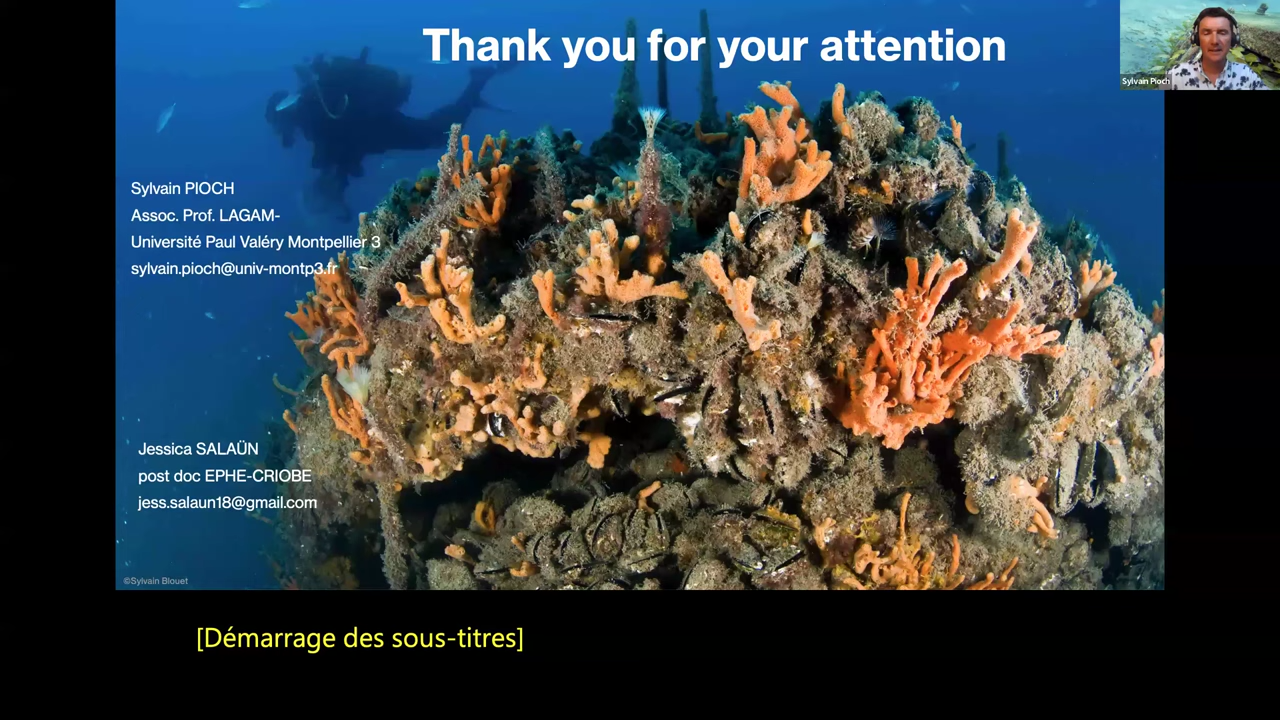 Thank you for your attention
Sylvain Pioch
Sylvain PIOCH
Assoc. Prof. LAGAM-
Université Paul Valéry Montpellier 3
sylvain.pioch@univ-montp3.fr
Jessica SALAÜN
post doc EPHE-CRIOBE
jess.salaun18@gmail.com
©Sylvain Blouet
[Démarrage des sous-titres]